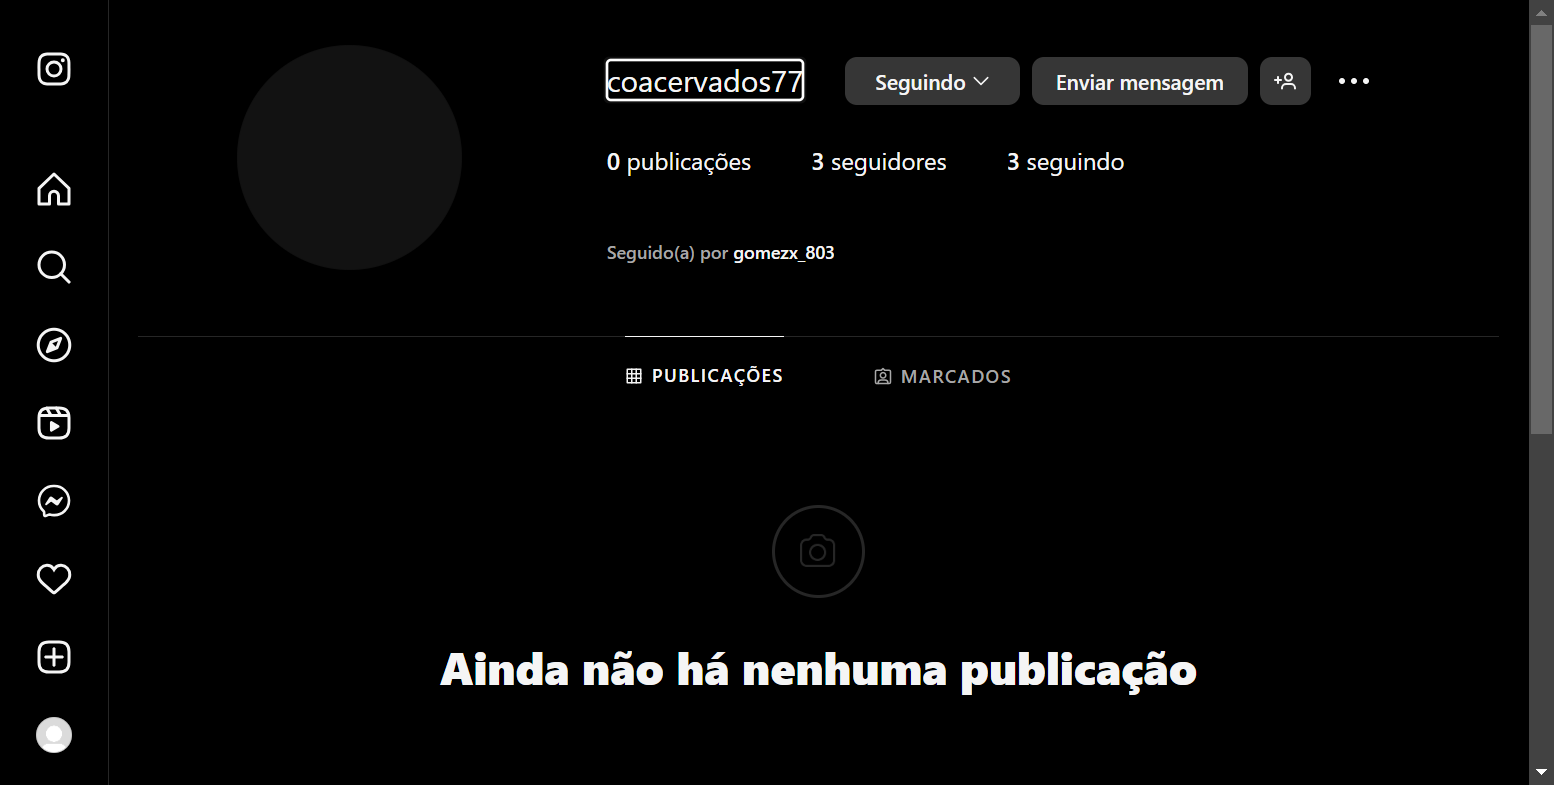 coacervados77
Seguindo
Enviar mensagem
0 publicações
3 seguidores
3 seguindo
Seguido(a) por gomezx_803
PUBLICAÇÕES
MARCADOS
Ainda não há nenhuma publicação